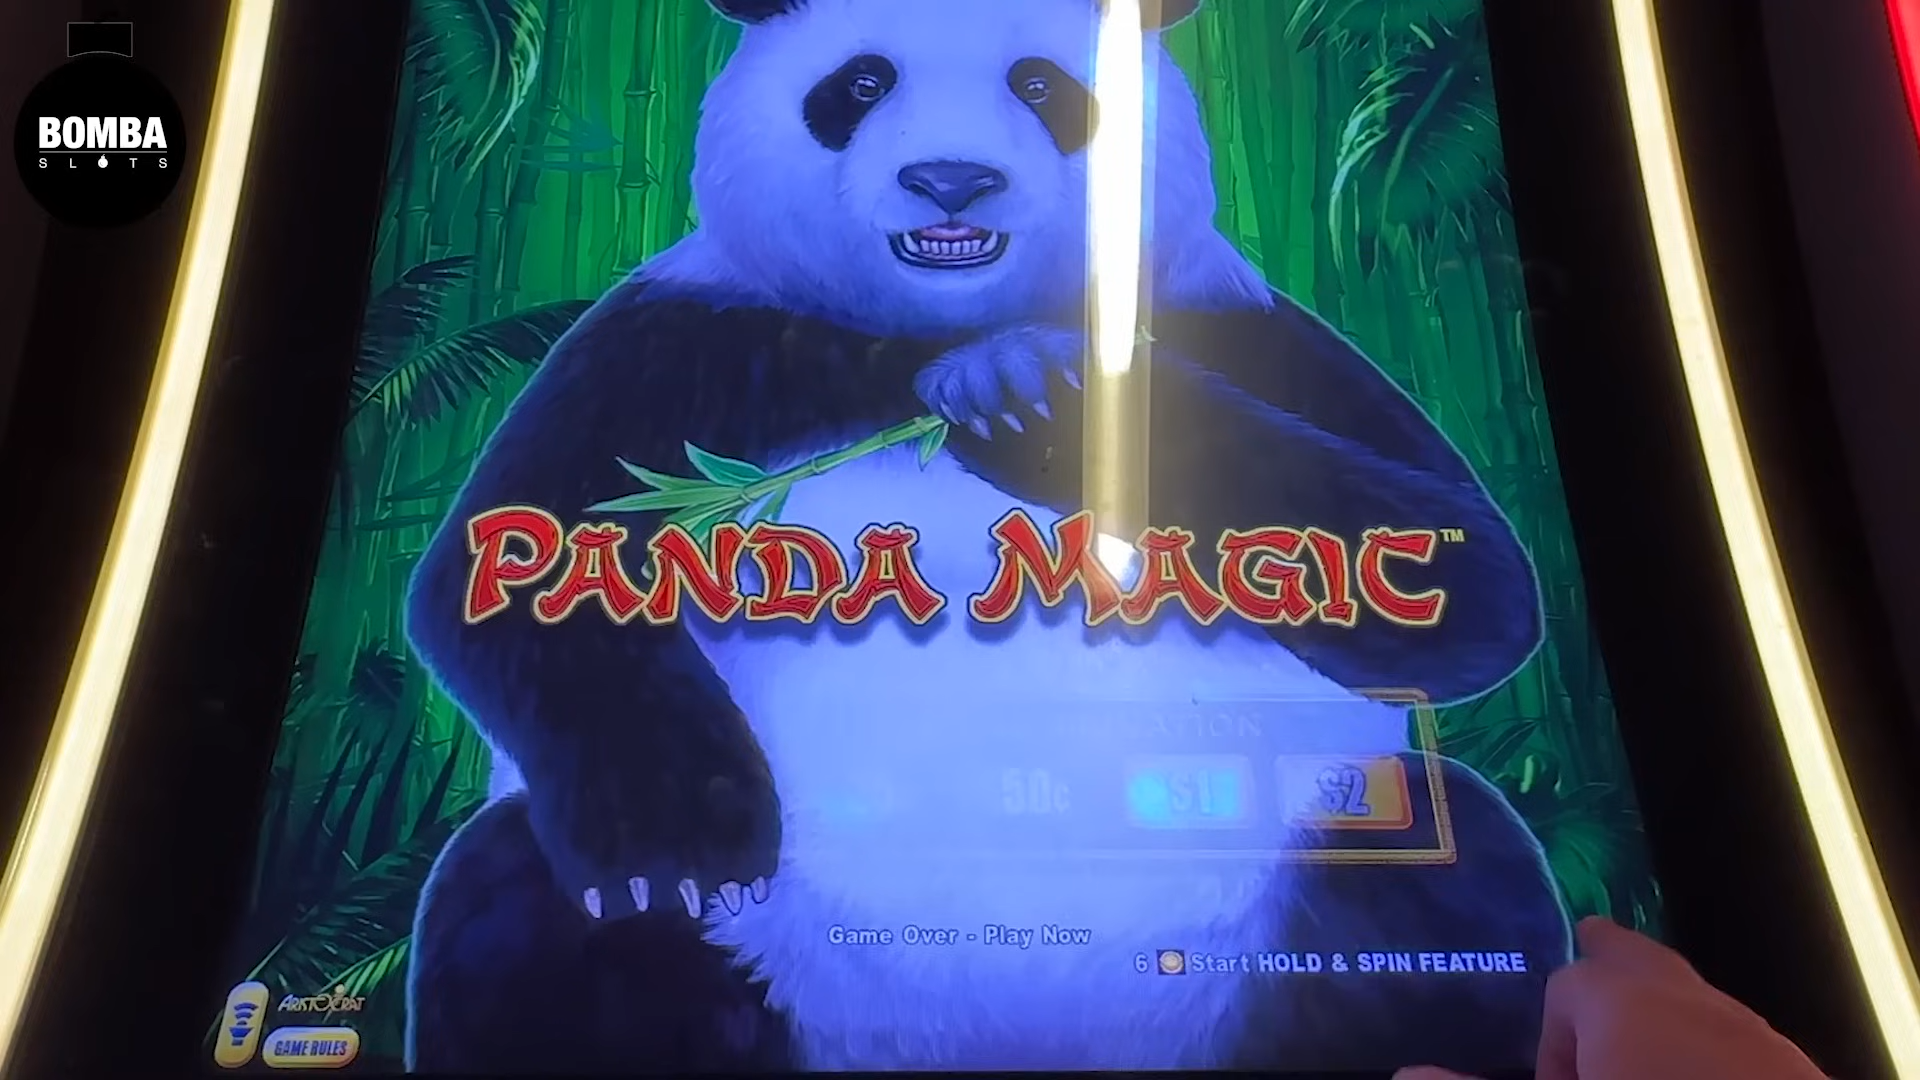 BOMBA
SLOTS
PANDA MAGIC™
50¢ $1 $2
Game Over - Play Now
6 Start HOLD & SPIN FEATURE
ARISTOCRAT
GAME RULES